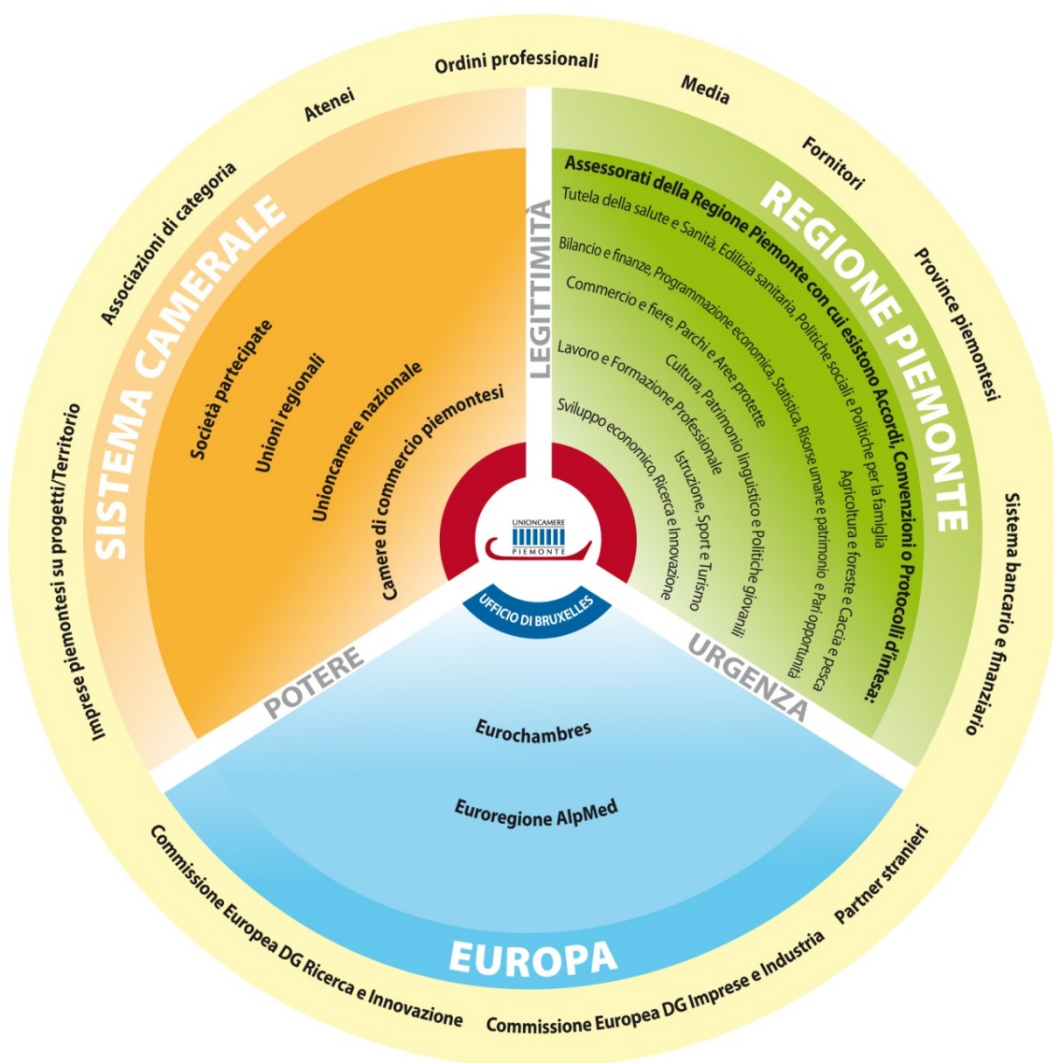 Ordini professionali
Media
Fornitori
Province piemontesi
Sistema bancario e finanziario
Partner stranieri
Commissione Europea DG Imprese e Industria
Commissione Europea DG Ricerca e Innovazione
Imprese piemontesi su progetti/Territorio
Associazioni di categoria
Atenei
SISTEMA CAMERALE
Società partecipate
Unioni regionali
Unioncamere nazionale
Camere di commercio piemontesi
LEGITTIMITÀ
REGIONE PIEMONTE
Assessorati della Regione Piemonte con cui esistono Accordi, Convenzioni o Protocolli d'intesa:
Tutela della salute e Sanità, Edilizia sanitaria, Politiche sociali e Politiche per la famiglia
Agricoltura e foreste e Caccia e pesca
Bilancio e finanze, Programmazione economica, Statistica, Risorse umane e patrimonio e Pari opportunità
Commercio e fiere, Parchi e Aree protette
Cultura, Patrimonio linguistico e Politiche giovanili
Lavoro e Formazione Professionale
Istruzione, Sport e Turismo
Sviluppo economico, Ricerca e Innovazione
UNIONCAMERE
PIEMONTE
UFFICIO DI BRUXELLES
POTERE
URGENZA
Eurochambres
Euroregione AlpMed
EUROPA